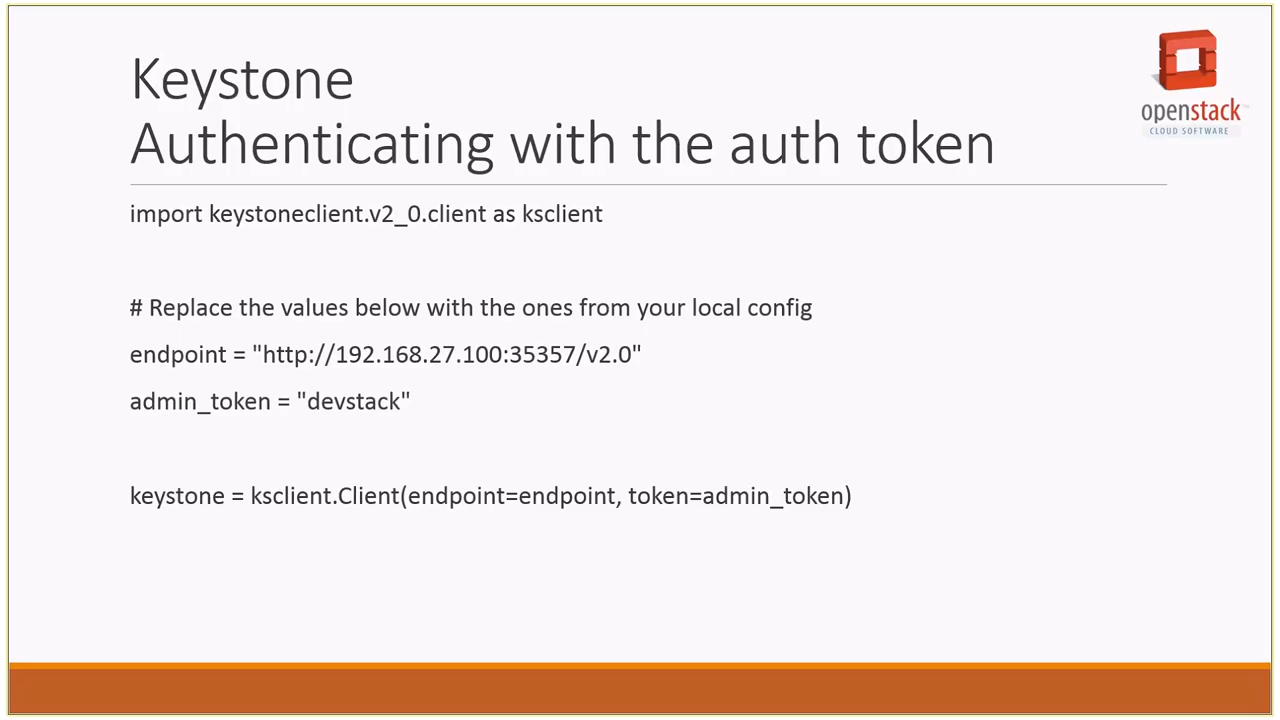 Keystone
Authenticating with the auth token
openstack™
CLOUD SOFTWARE
import keystoneclient.v2_0.client as ksclient
# Replace the values below with the ones from your local config
endpoint = "http://192.168.27.100:35357/v2.0"
admin_token = "devstack"
keystone = ksclient.Client(endpoint=endpoint, token=admin_token)